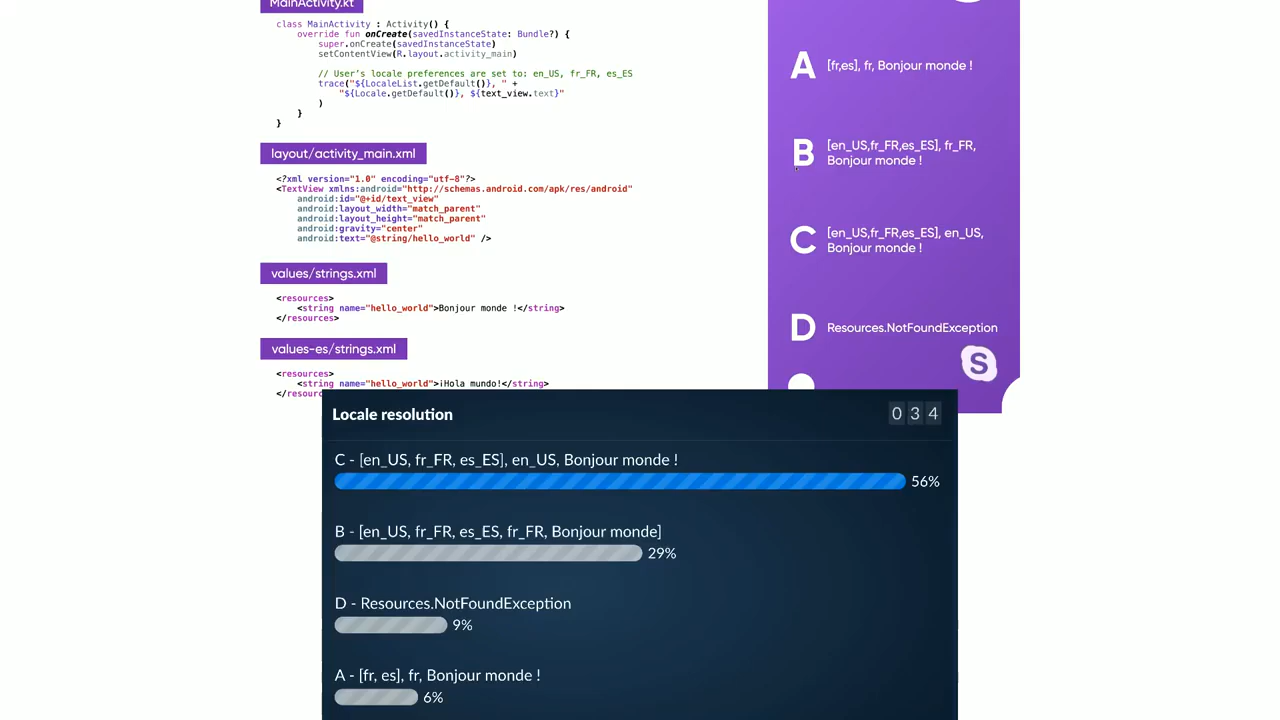 MainActivity.kt
class MainActivity : Activity() {
override fun onCreate(savedInstanceState: Bundle?) {
super.onCreate(savedInstanceState)
setContentView(R.layout.activity_main)
// User's locale preferences are set to: en_US, fr_FR, es_ES
trace("${LocaleList.getDefault()}, " +
"${Locale.getDefault()}, ${text_view.text}"
)
}
}
layout/activity_main.xml
<?xml version="1.0" encoding="utf-8"?>
<TextView xmlns:android="http://schemas.android.com/apk/res/android"
android:id="@+id/text_view"
android:layout_width="match_parent"
android:layout_height="match_parent"
android:gravity="center"
android:text="@string/hello_world" />
values/strings.xml
<resources>
<string name="hello_world">Bonjour monde !</string>
</resources>
values-es/strings.xml
<resources>
<string name="hello_world">¡Hola mundo!</string>
A [fr,es], fr, Bonjour monde !
B [en_US,fr_FR,es_ES], fr_FR,
Bonjour monde !
C [en_US,fr_FR,es_ES], en_US,
Bonjour monde !
D Resources.NotFoundException
S
Locale resolution
0 3 4
C - [en_US, fr_FR, es_ES], en_US, Bonjour monde !
56%
B - [en_US, fr_FR, es_ES, fr_FR, Bonjour monde]
29%
D - Resources.NotFoundException
9%
A - [fr, es], fr, Bonjour monde !
6%